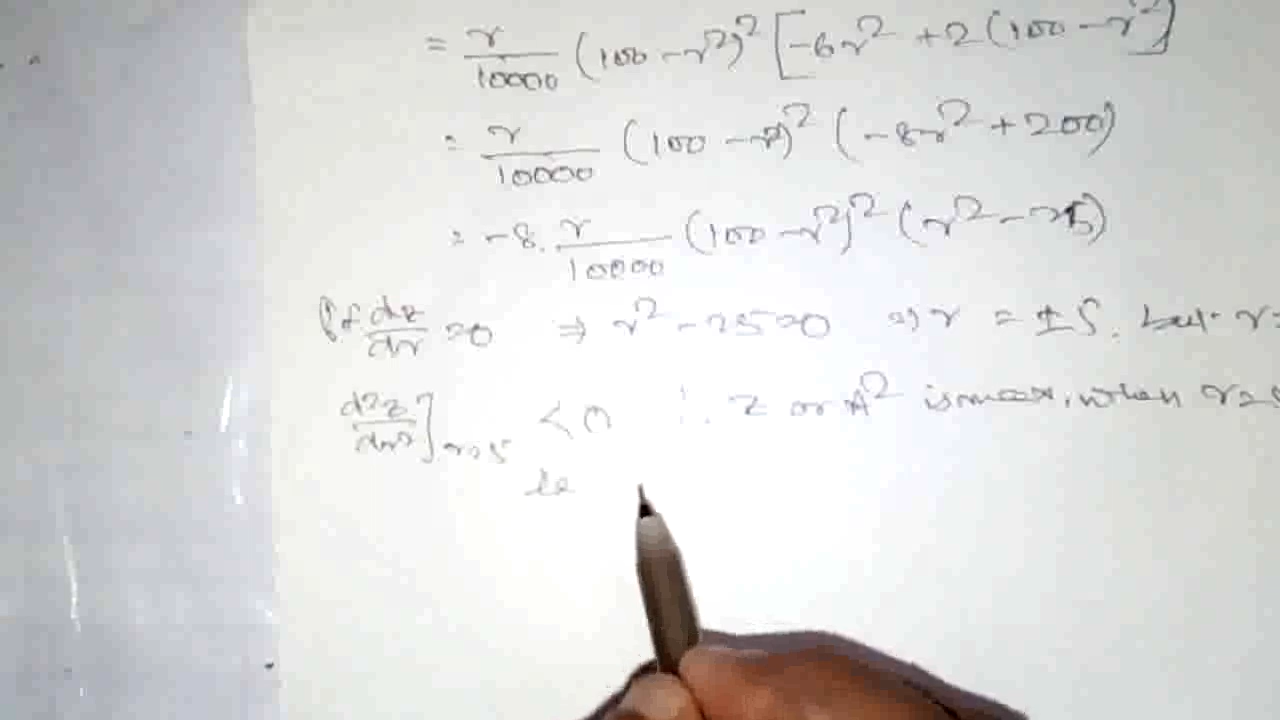 = r/10000 (100 - r²)² [-6r² + 2(100 - r²)]
= r/10000 (100 - r²)² (-8r² + 200)
= -8. r/10000 (100 - r²)² (r² - 25)
If dz/dr = 0 ⇒ r² - 25 = 0 ⇒ r = ±5. but r =
d²z/dr²]r=5 < 0 ∴ z or A² is max. when r = 5
ie